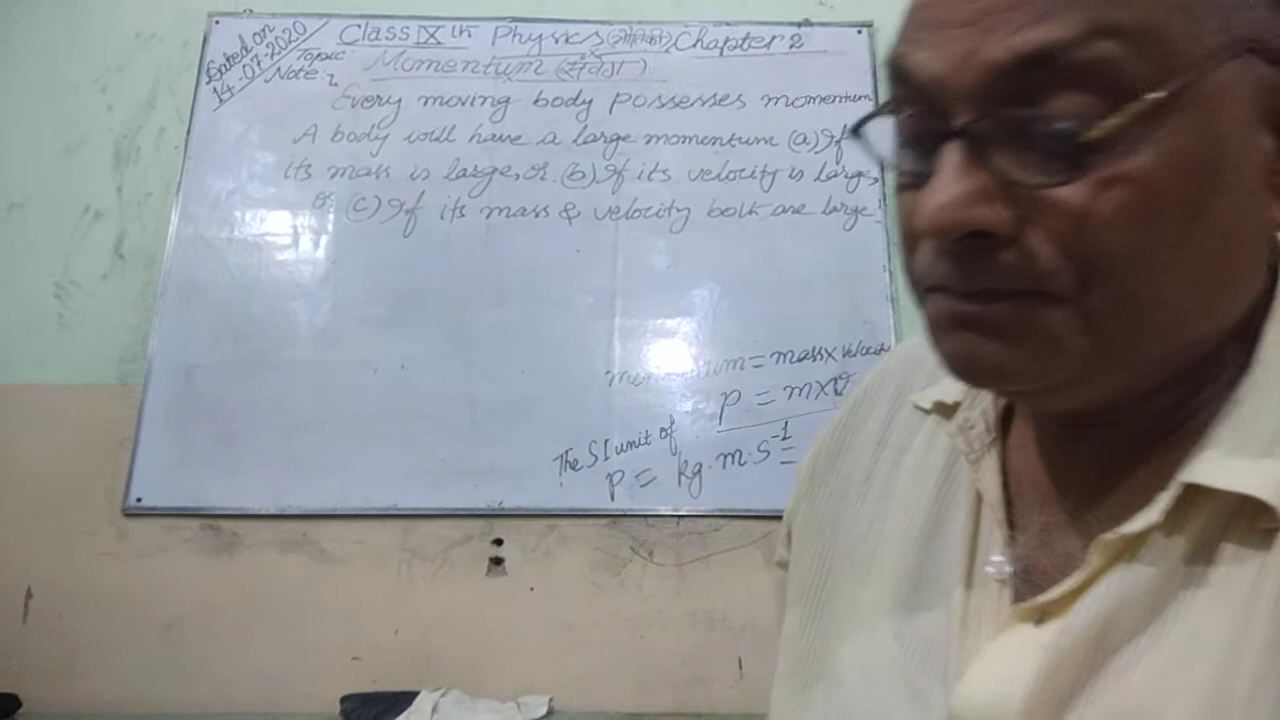 Dated on
14-07-2020
Class IXth Physics (भौतिकी) Chapter 2
Topic Momentum (संवेग)
Note:
Every moving body possesses momentum
A body will have a large momentum (a) If
its mass is large, or (b) If its velocity is large,
or (c) If its mass & velocity both are large
momentum = mass x velocity
p = m x v
The SI unit of
p = kg.m.s-1